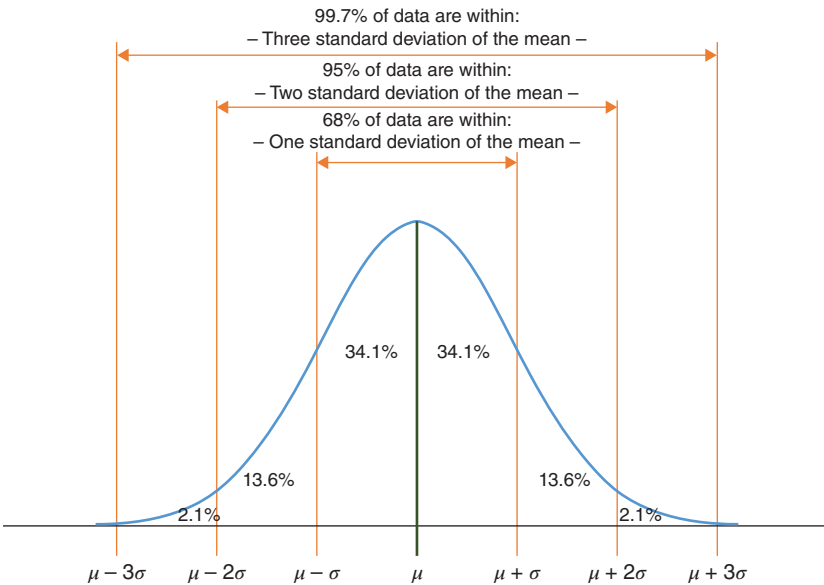 99.7% of data are within:
– Three standard deviation of the mean –
95% of data are within:
– Two standard deviation of the mean –
68% of data are within:
– One standard deviation of the mean –
34.1% 34.1%
13.6% 13.6%
2.1% 2.1%
μ – 3σ μ – 2σ μ – σ μ μ + σ μ + 2σ μ + 3σ